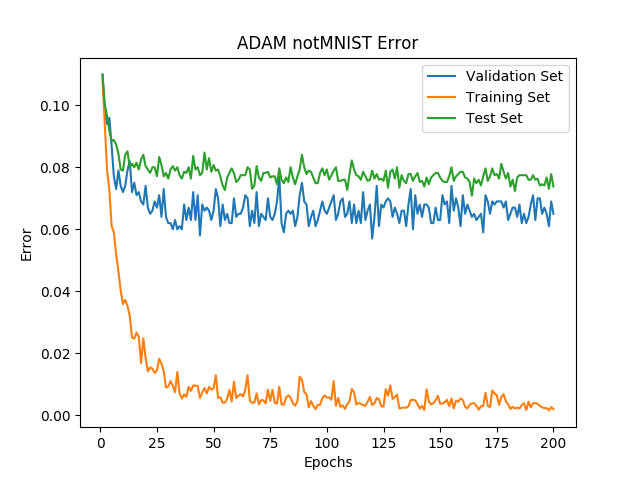 ADAM notMNIST Error
Validation Set
Training Set
Test Set
0.10
0.08
0.06
0.04
0.02
0.00
Error
0
25
50
75
100
125
150
175
200
Epochs